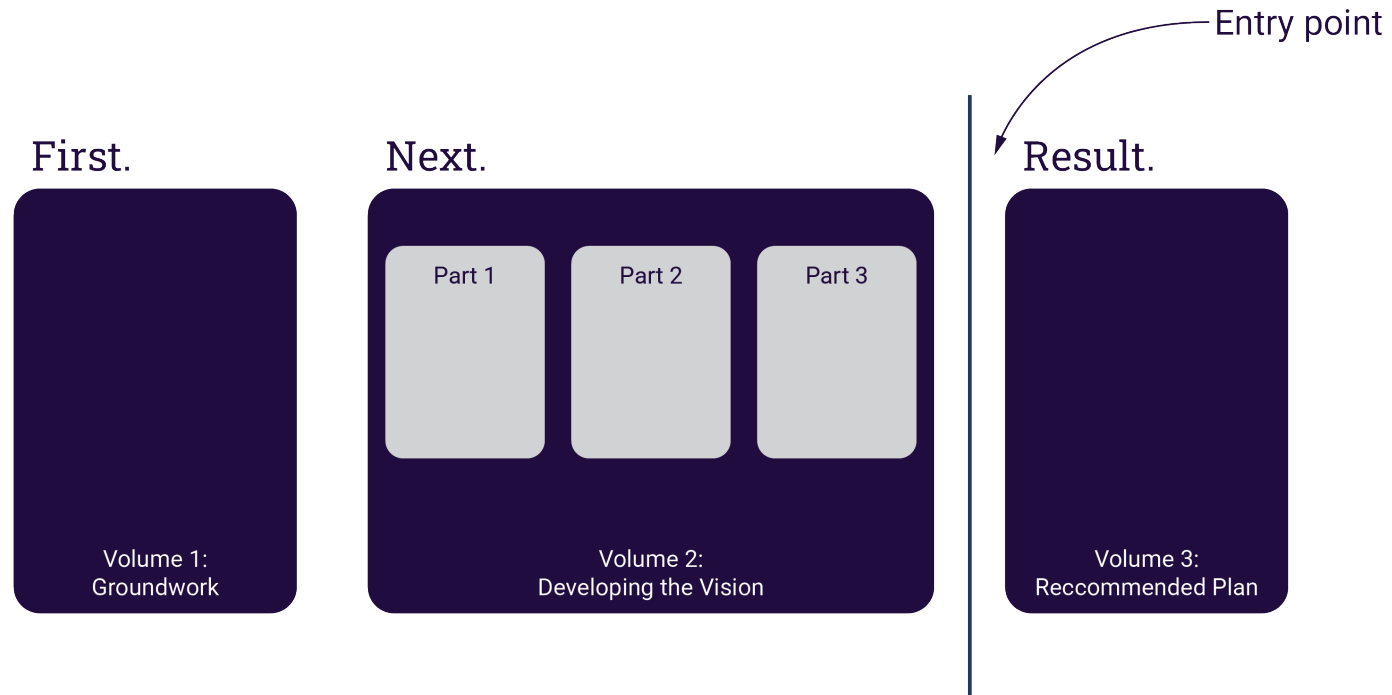 Entry point
First.
Next.
Result.
Part 1
Part 2
Part 3
Volume 1:
Groundwork
Volume 2:
Developing the Vision
Volume 3:
Reccommended Plan